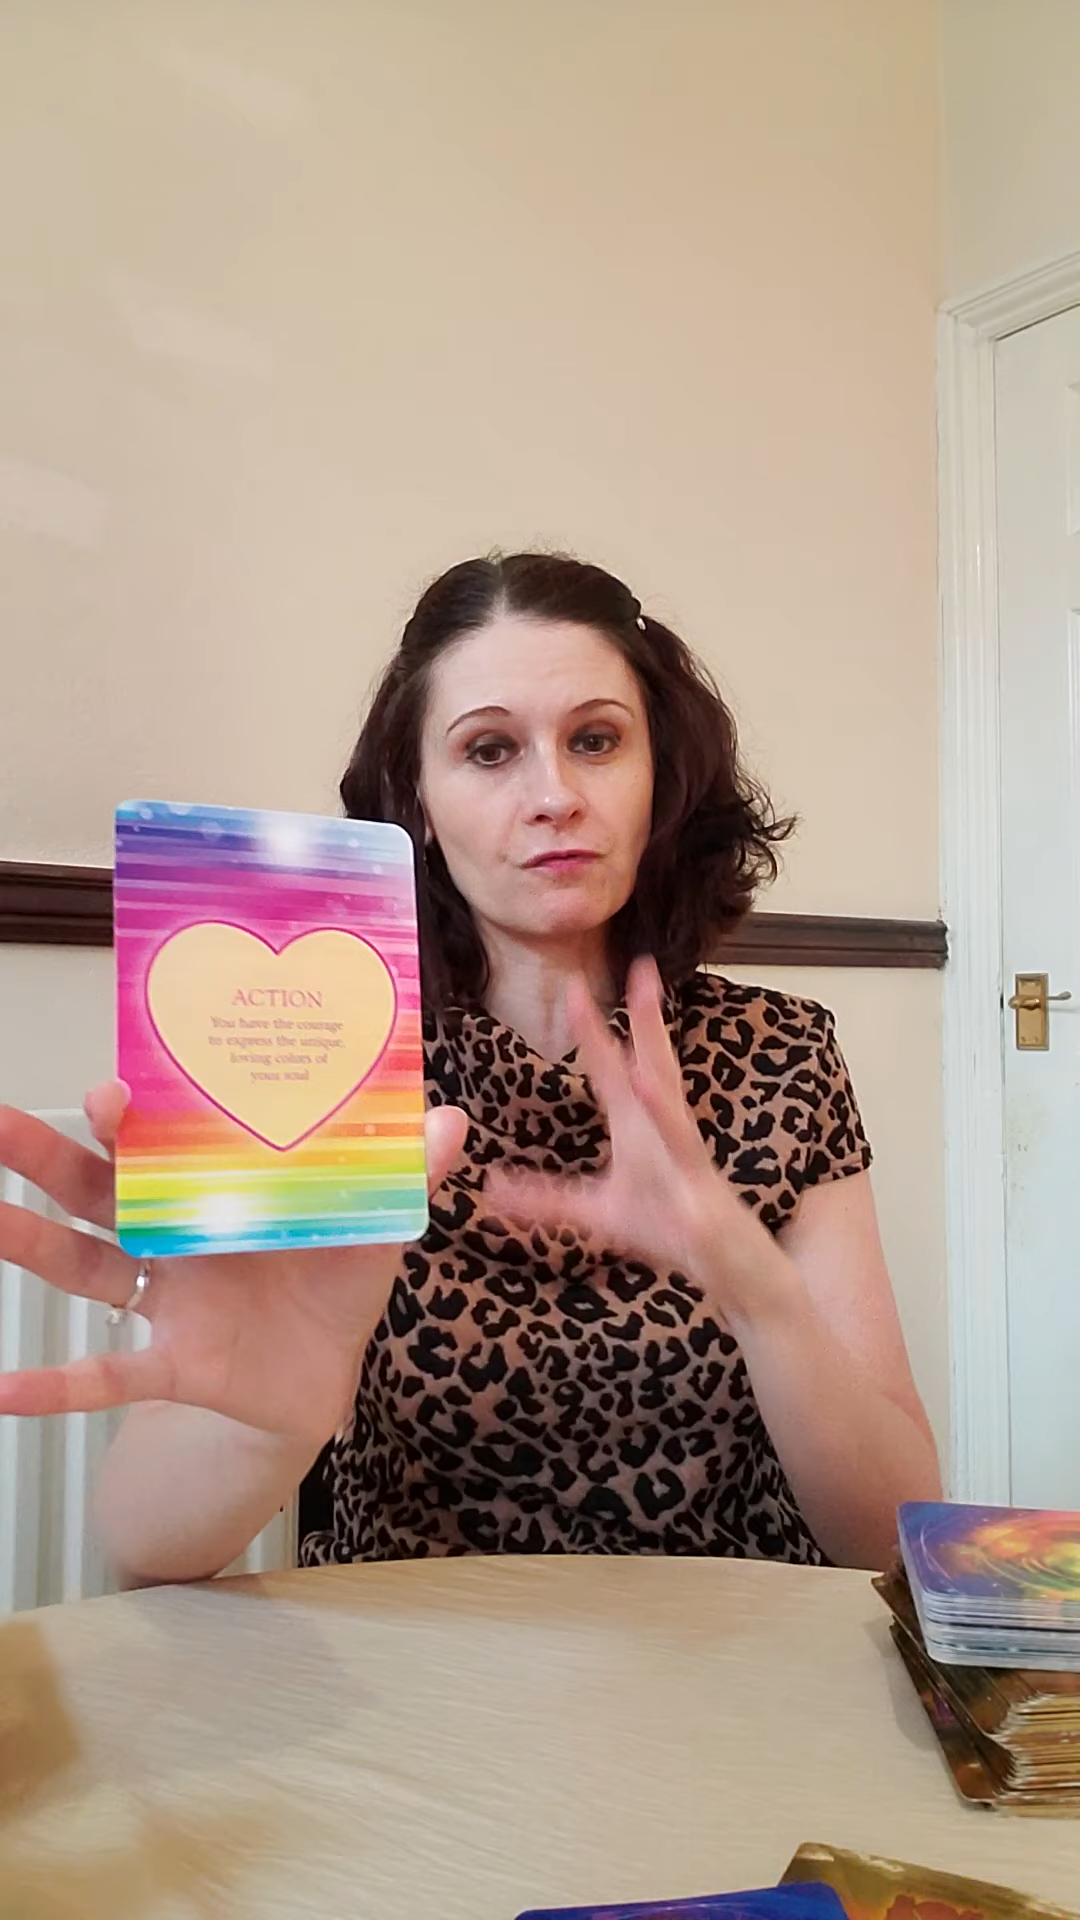 ACTION
You have the courage
to express the unique,
loving colors of
your soul